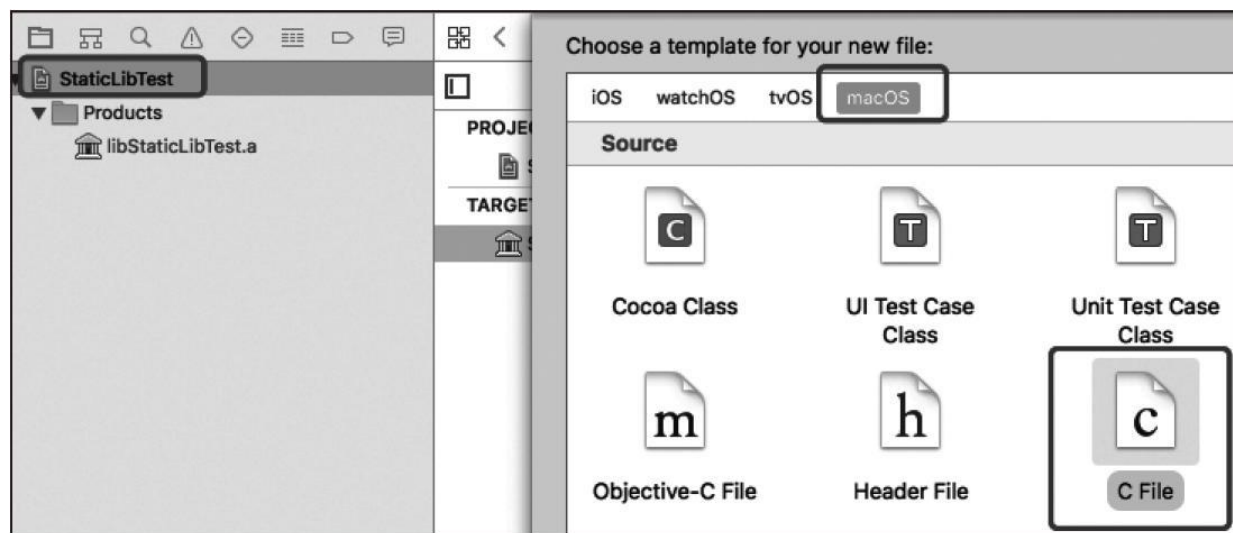 StaticLibTest
Products
libStaticLibTest.a
PROJE
TARGE
Choose a template for your new file:
iOS watchOS tvOS macOS
Source
C T T
Cocoa Class UI Test Case Class Unit Test Case Class
m h c
Objective-C File Header File C File